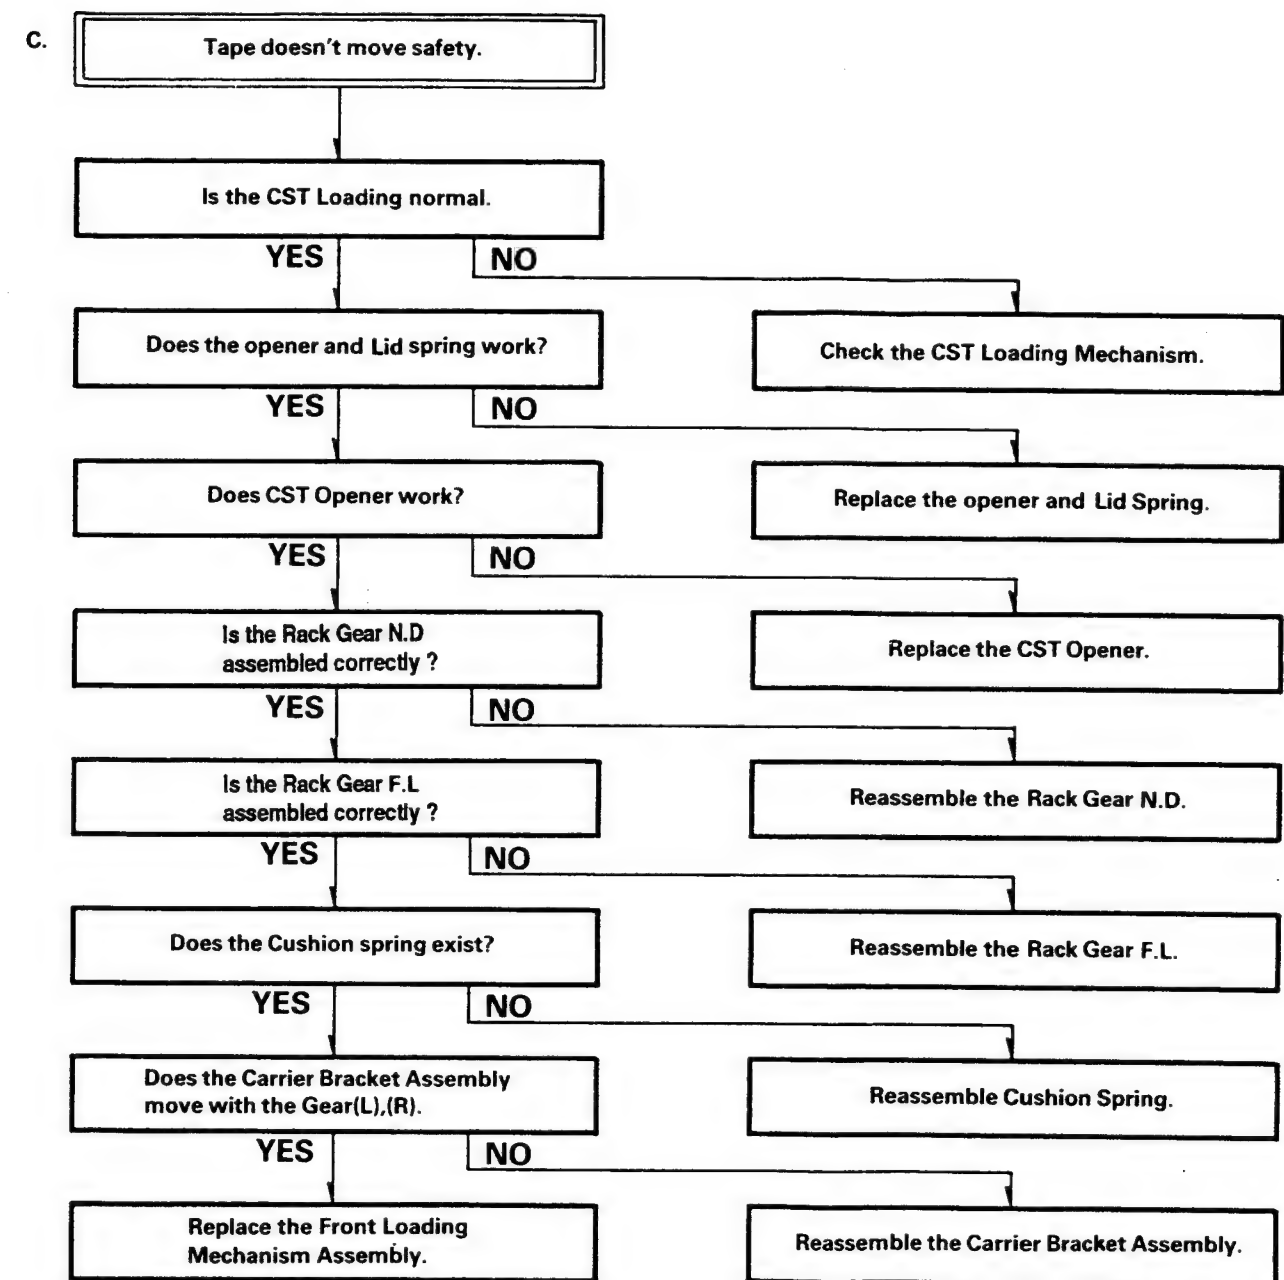 C.
Tape doesn't move safety.
Is the CST Loading normal.
YES
NO
Does the opener and Lid spring work?
Check the CST Loading Mechanism.
YES
NO
Does CST Opener work?
Replace the opener and Lid Spring.
YES
NO
Is the Rack Gear N.D
assembled correctly ?
Replace the CST Opener.
YES
NO
Is the Rack Gear F.L
assembled correctly ?
Reassemble the Rack Gear N.D.
YES
NO
Does the Cushion spring exist?
Reassemble the Rack Gear F.L.
YES
NO
Does the Carrier Bracket Assembly
move with the Gear(L),(R).
Reassemble Cushion Spring.
YES
NO
Replace the Front Loading
Mechanism Assembly.
Reassemble the Carrier Bracket Assembly.